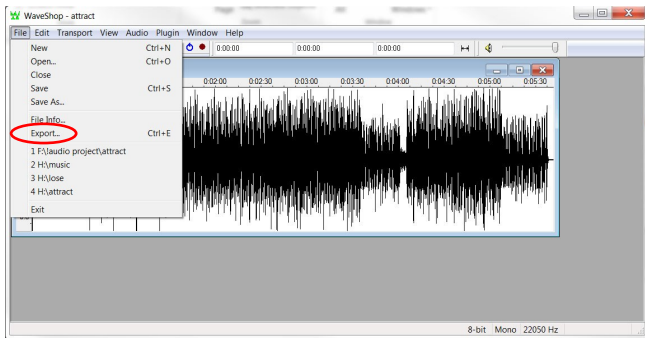 WaveShop - attract
File Edit Transport View Audio Plugin Window Help
New Ctrl+N
0:00:00 0:00:00 0:00:00
Open... Ctrl+O
Close
Save Ctrl+S
0:02:00 0:02:30 0:03:00 0:03:30 0:04:00 0:04:30 0:05:00 0:05:30
Save As...
File Info...
Export... Ctrl+E
1 F:\!audio project\attract
2 H:\music
3 H:\lose
4 H:\attract
Exit
8-bit Mono 22050 Hz